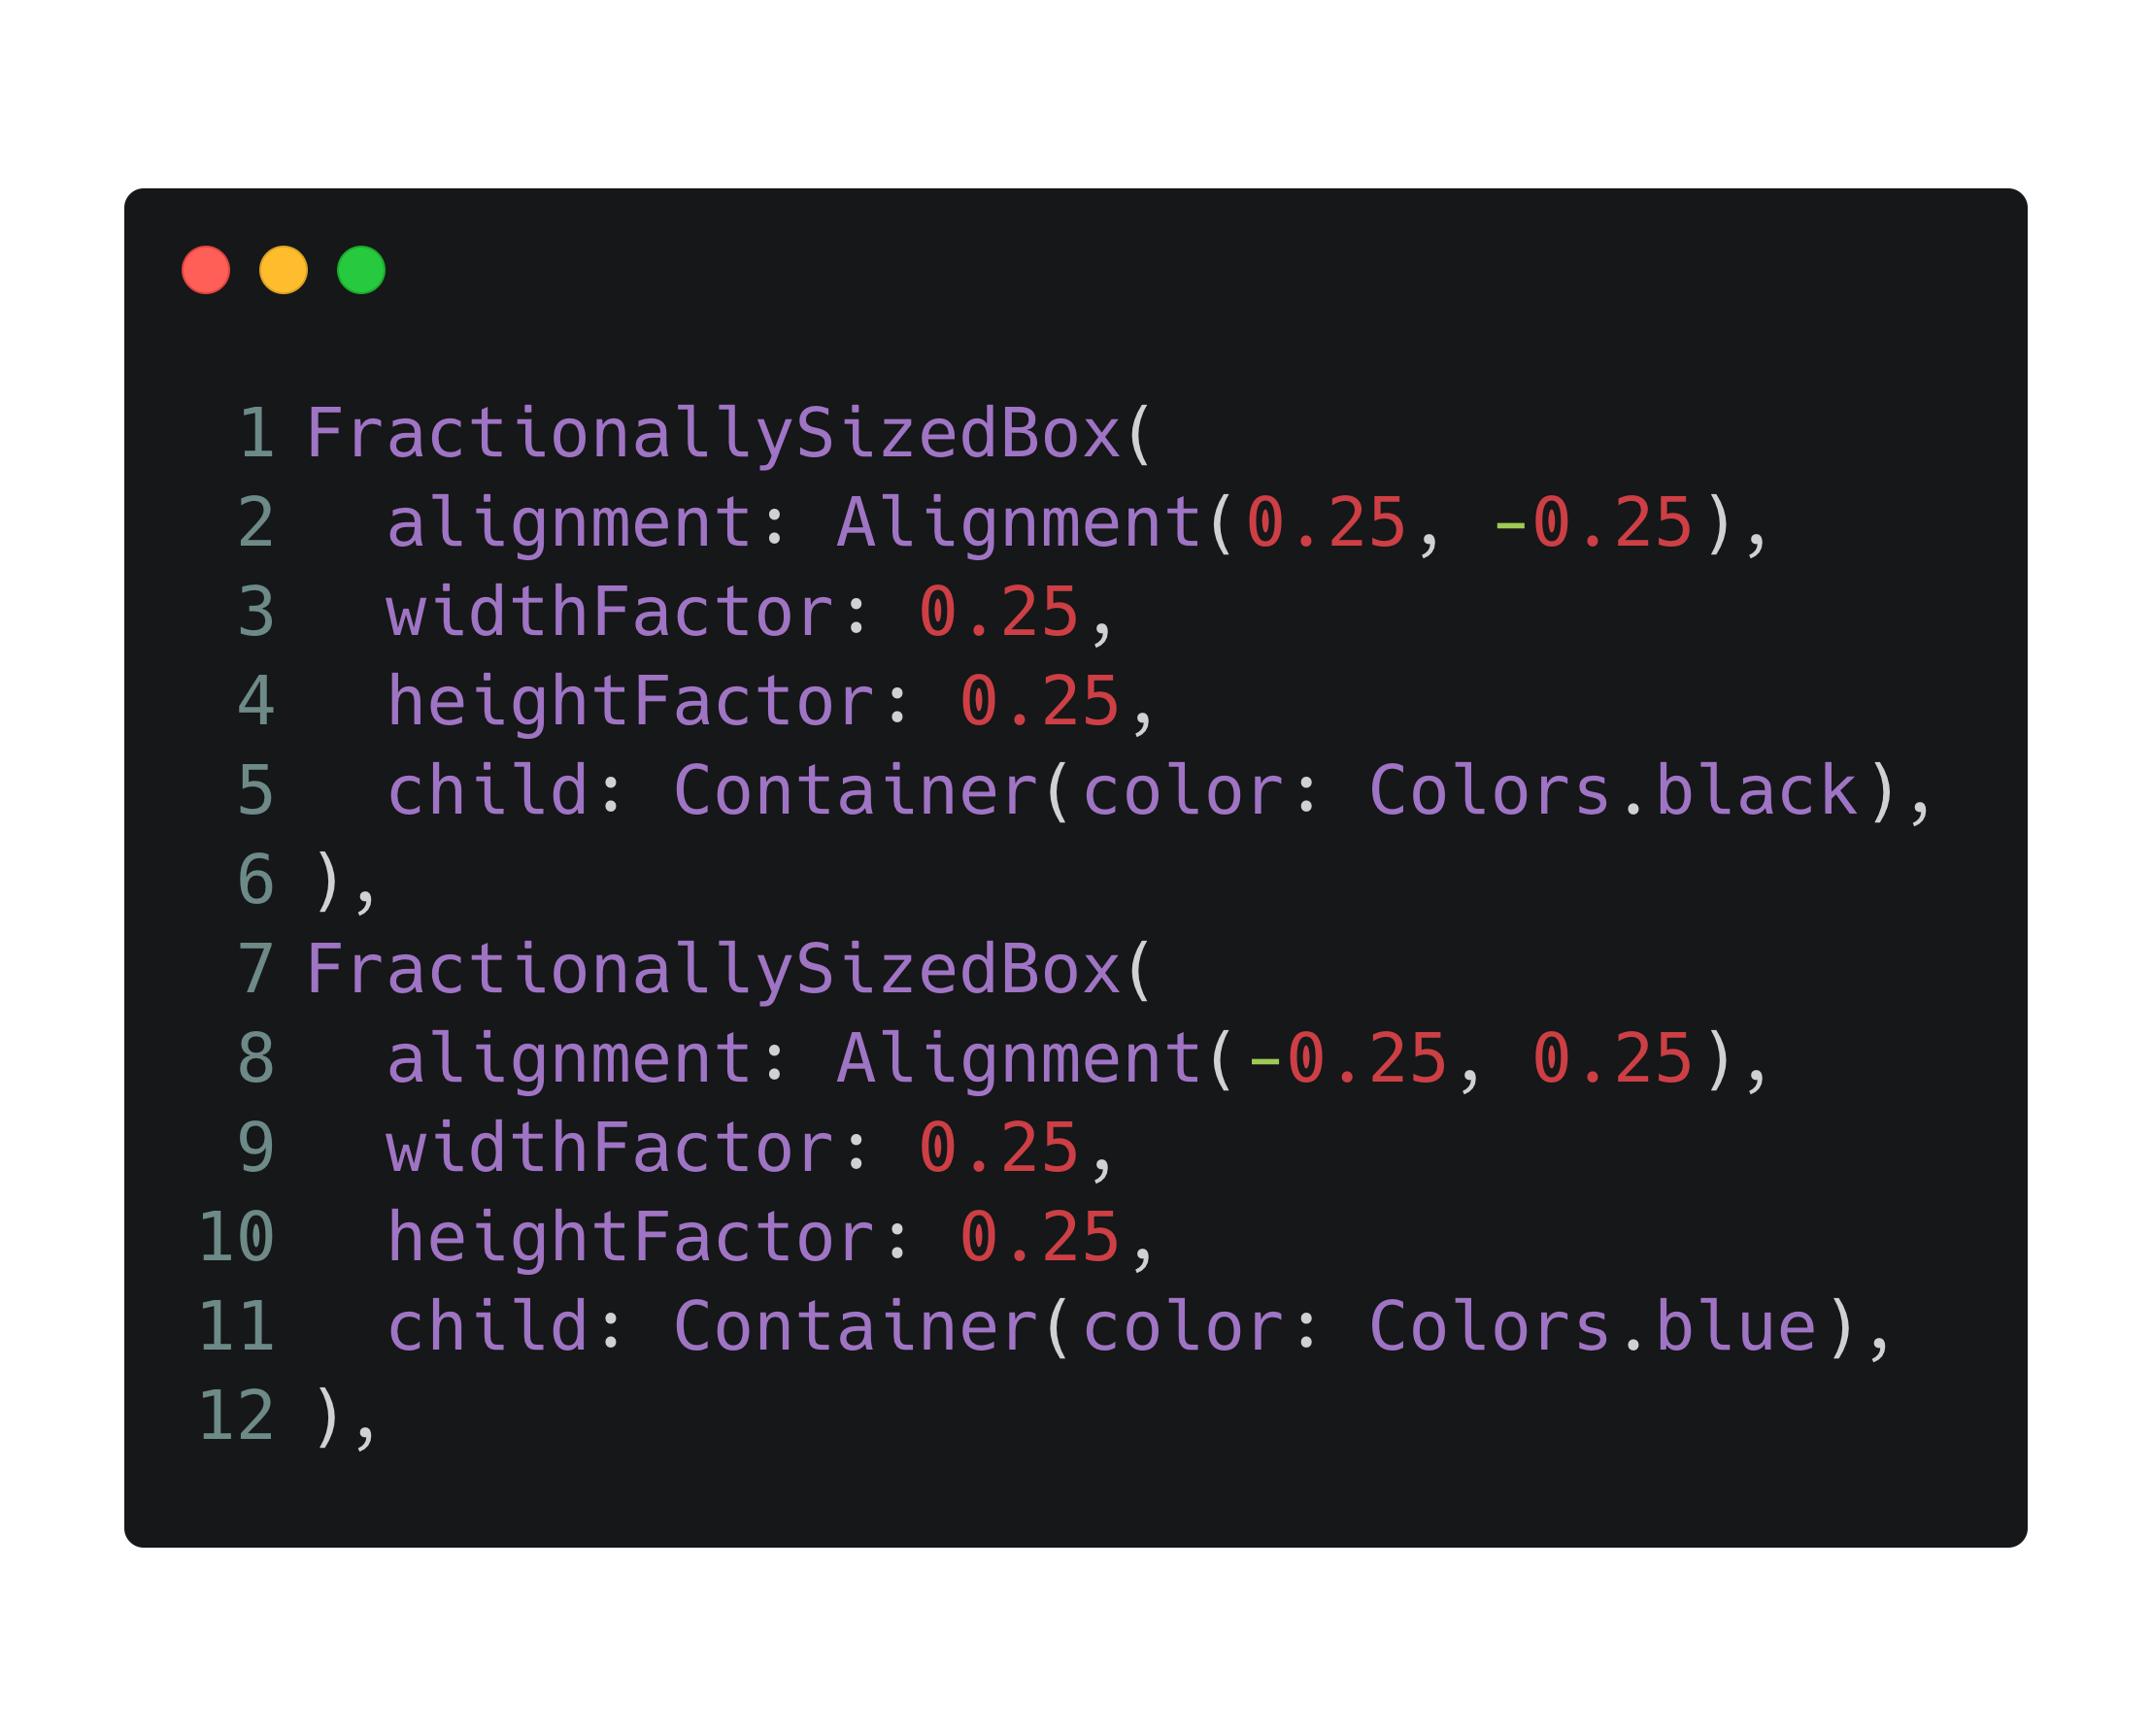 1 FractionallySizedBox(
2   alignment: Alignment(0.25, -0.25),
3   widthFactor: 0.25,
4   heightFactor: 0.25,
5   child: Container(color: Colors.black),
6 ),
7 FractionallySizedBox(
8   alignment: Alignment(-0.25, 0.25),
9   widthFactor: 0.25,
10   heightFactor: 0.25,
11   child: Container(color: Colors.blue),
12 ),